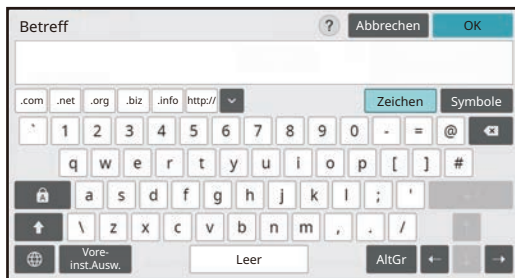 Betreff ? Abbrechen OK
.com .net .org .biz .info http:// Zeichen Symbole
` 1 2 3 4 5 6 7 8 9 0 - = @
q w e r t y u i o p [ ] #
A a s d f g h j k l ; '
\ z x c v b n m , . /
Vore-
inst.Ausw. Leer AltGr